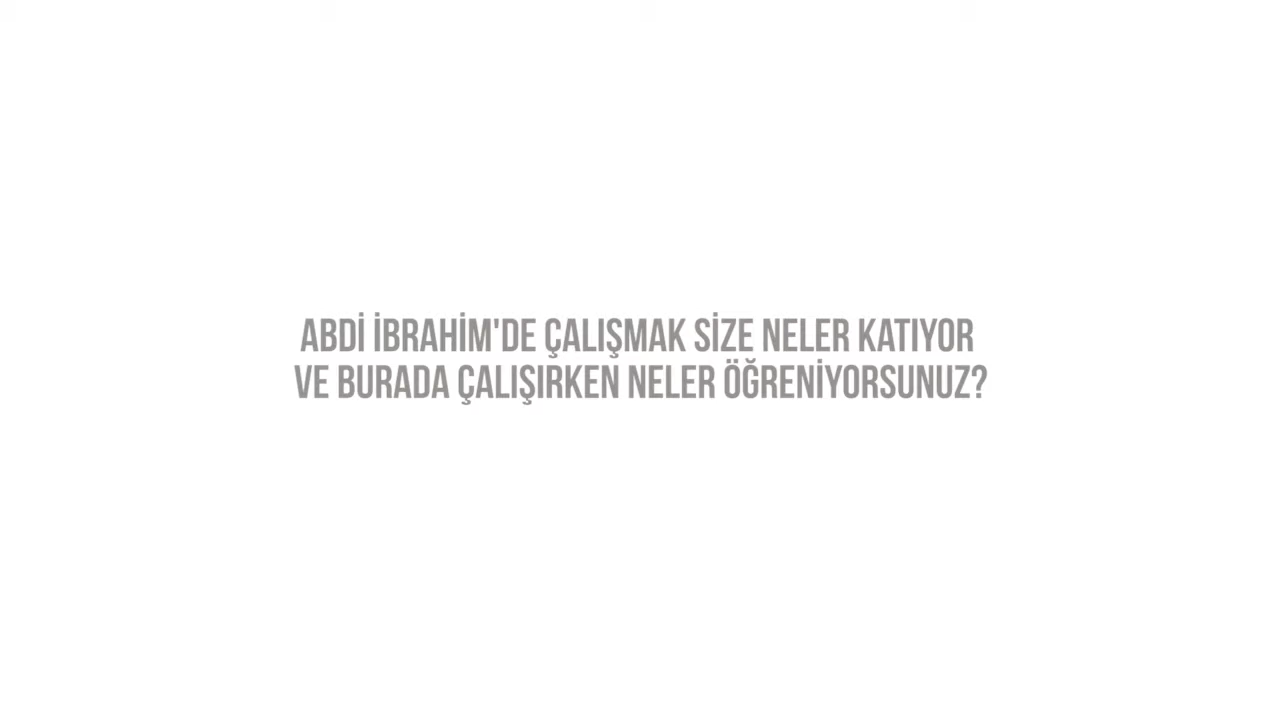 ABDİ İBRAHİM'DE ÇALIŞMAK SİZE NELER KATIYOR
VE BURADA ÇALIŞIRKEN NELER ÖĞRENİYORSUNUZ?